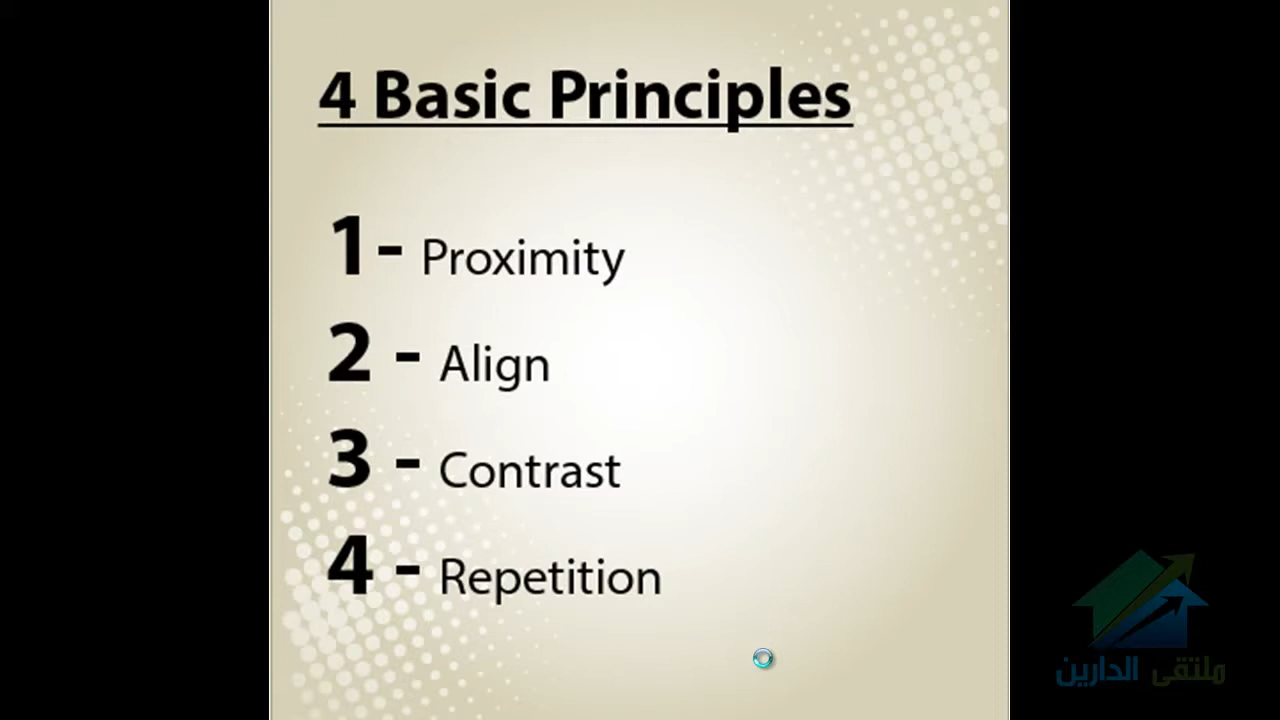 4 Basic Principles
1- Proximity
2 - Align
3 - Contrast
4 - Repetition
ملتقى الدارين